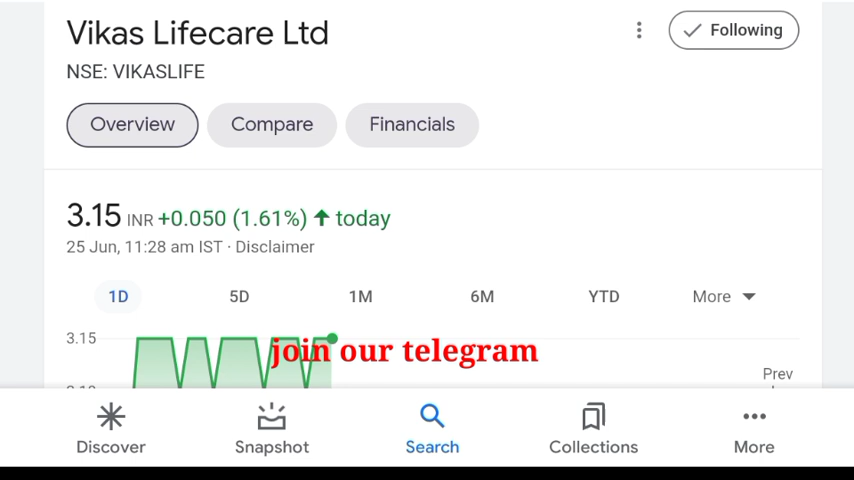 Vikas Lifecare Ltd
Following
NSE: VIKASLIFE
Overview
Compare
Financials
3.15 INR +0.050 (1.61%) ↑ today
25 Jun, 11:28 am IST · Disclaimer
1D 5D 1M 6M YTD More
3.15
join our telegram
Prev
Discover Snapshot Search Collections More